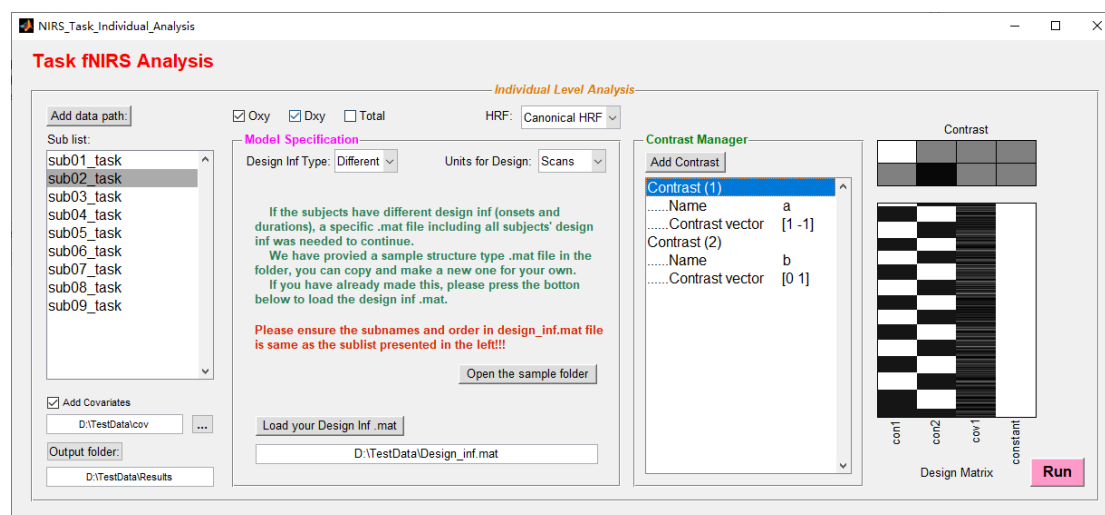 NIRS_Task_Individual_Analysis
Task fNIRS Analysis
Individual Level Analysis
Add data path:
Sub list:
sub01_task
sub02_task
sub03_task
sub04_task
sub05_task
sub06_task
sub07_task
sub08_task
sub09_task
Add Covariates
D:\TestData\cov
...
Output folder:
D:\TestData\Results
Oxy Dxy Total HRF: Canonical HRF
Model Specification
Design Inf Type: Different Units for Design: Scans
If the subjects have different design inf (onsets and
durations), a specific .mat file including all subjects' design
inf was needed to continue.
We have provied a sample structure type .mat file in the
folder, you can copy and make a new one for your own.
If you have already made this, please press the botton
below to load the design inf .mat.
Please ensure the subnames and order in design_inf.mat file
is same as the sublist presented in the left!!!
Open the sample folder
Load your Design Inf .mat
D:\TestData\Design_inf.mat
Contrast Manager
Add Contrast
Contrast (1)
......Name a
......Contrast vector [1 -1]
Contrast (2)
......Name b
......Contrast vector [0 1]
Contrast
con1
con2
cov1
constant
Design Matrix
Run